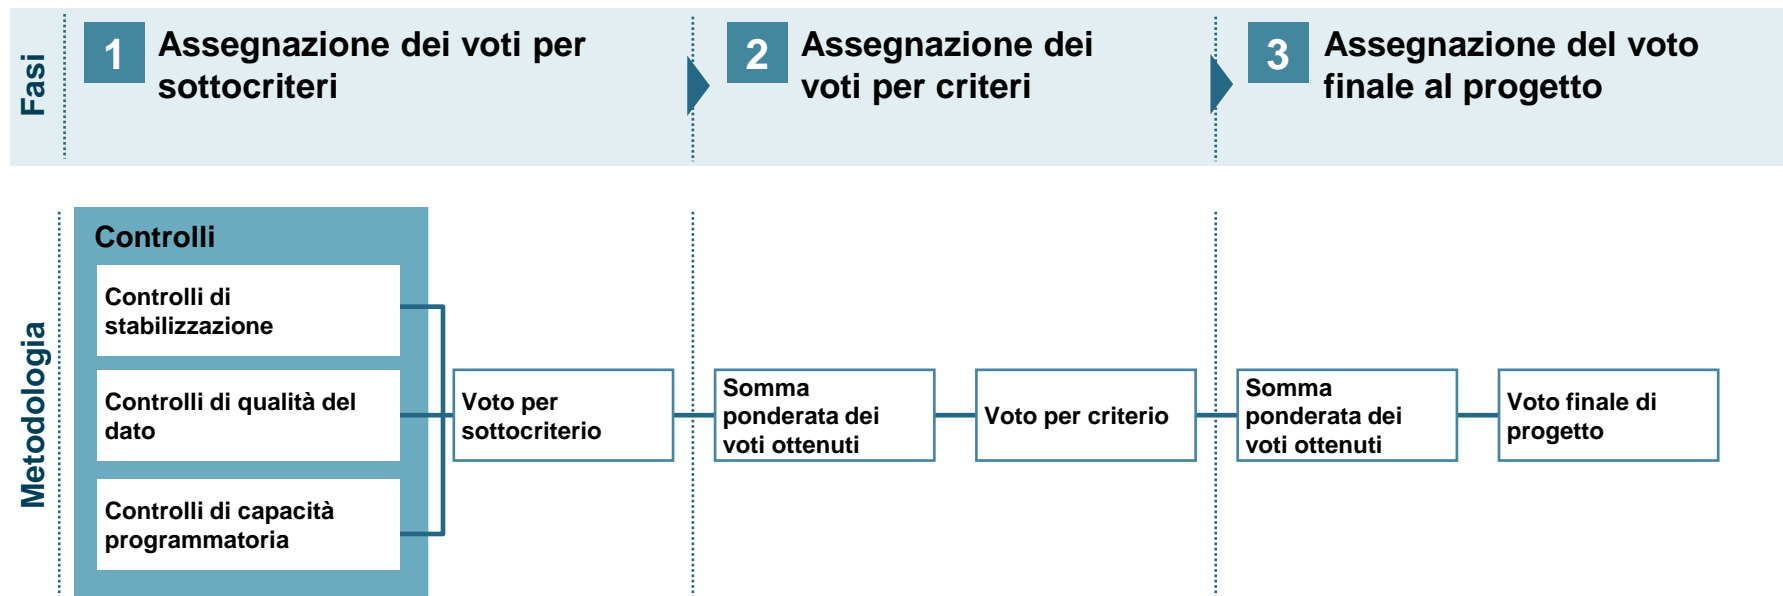 Fasi
1
Assegnazione dei voti per
sottocriteri
2
Assegnazione dei
voti per criteri
3
Assegnazione del voto
finale al progetto
Metodologia
Controlli
Controlli di
stabilizzazione
Controlli di qualità del
dato
Controlli di capacità
programmatoria
Voto per
sottocriterio
Somma
ponderata dei
voti ottenuti
Voto per criterio
Somma
ponderata dei
voti ottenuti
Voto finale di
progetto